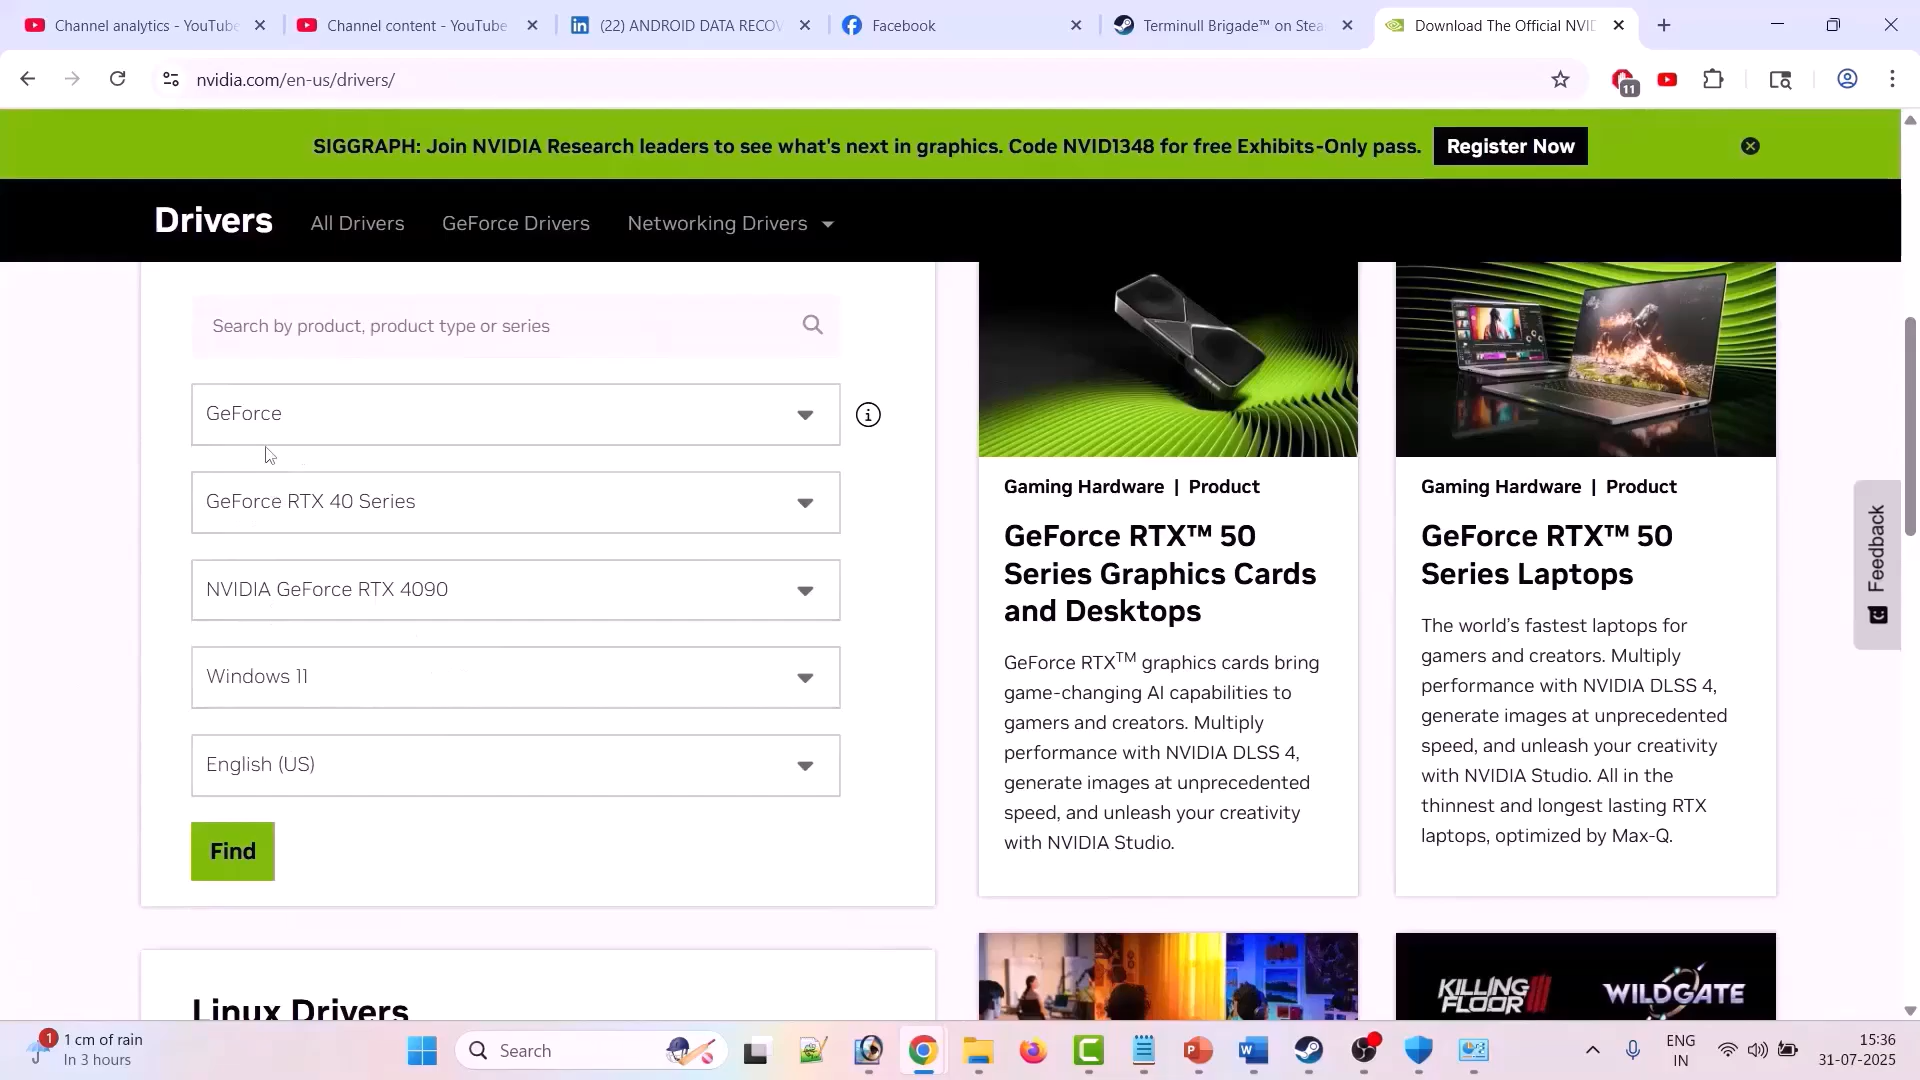 Channel analytics - YouTube
Channel content - YouTube
(22) ANDROID DATA RECOV
Facebook
Terminull Brigade™ on Stea
Download The Official NVID
nvidia.com/en-us/drivers/
11
SIGGRAPH: Join NVIDIA Research leaders to see what's next in graphics. Code NVID1348 for free Exhibits-Only pass.
Register Now
Drivers
All Drivers
GeForce Drivers
Networking Drivers
Search by product, product type or series
GeForce
GeForce RTX 40 Series
NVIDIA GeForce RTX 4090
Windows 11
English (US)
Find
Linux Drivers
Gaming Hardware | Product
GeForce RTX™ 50
Series Graphics Cards
and Desktops
GeForce RTX™ graphics cards bring
game-changing AI capabilities to
gamers and creators. Multiply
performance with NVIDIA DLSS 4,
generate images at unprecedented
speed, and unleash your creativity
with NVIDIA Studio.
Gaming Hardware | Product
GeForce RTX™ 50
Series Laptops
The world's fastest laptops for
gamers and creators. Multiply
performance with NVIDIA DLSS 4,
generate images at unprecedented
speed, and unleash your creativity
with NVIDIA Studio. All in the
thinnest and longest lasting RTX
laptops, optimized by Max-Q.
KILLING
FLOOR III
WILDGATE
Feedback
1
1 cm of rain
In 3 hours
Search
ENG
IN
15:36
31-07-2025